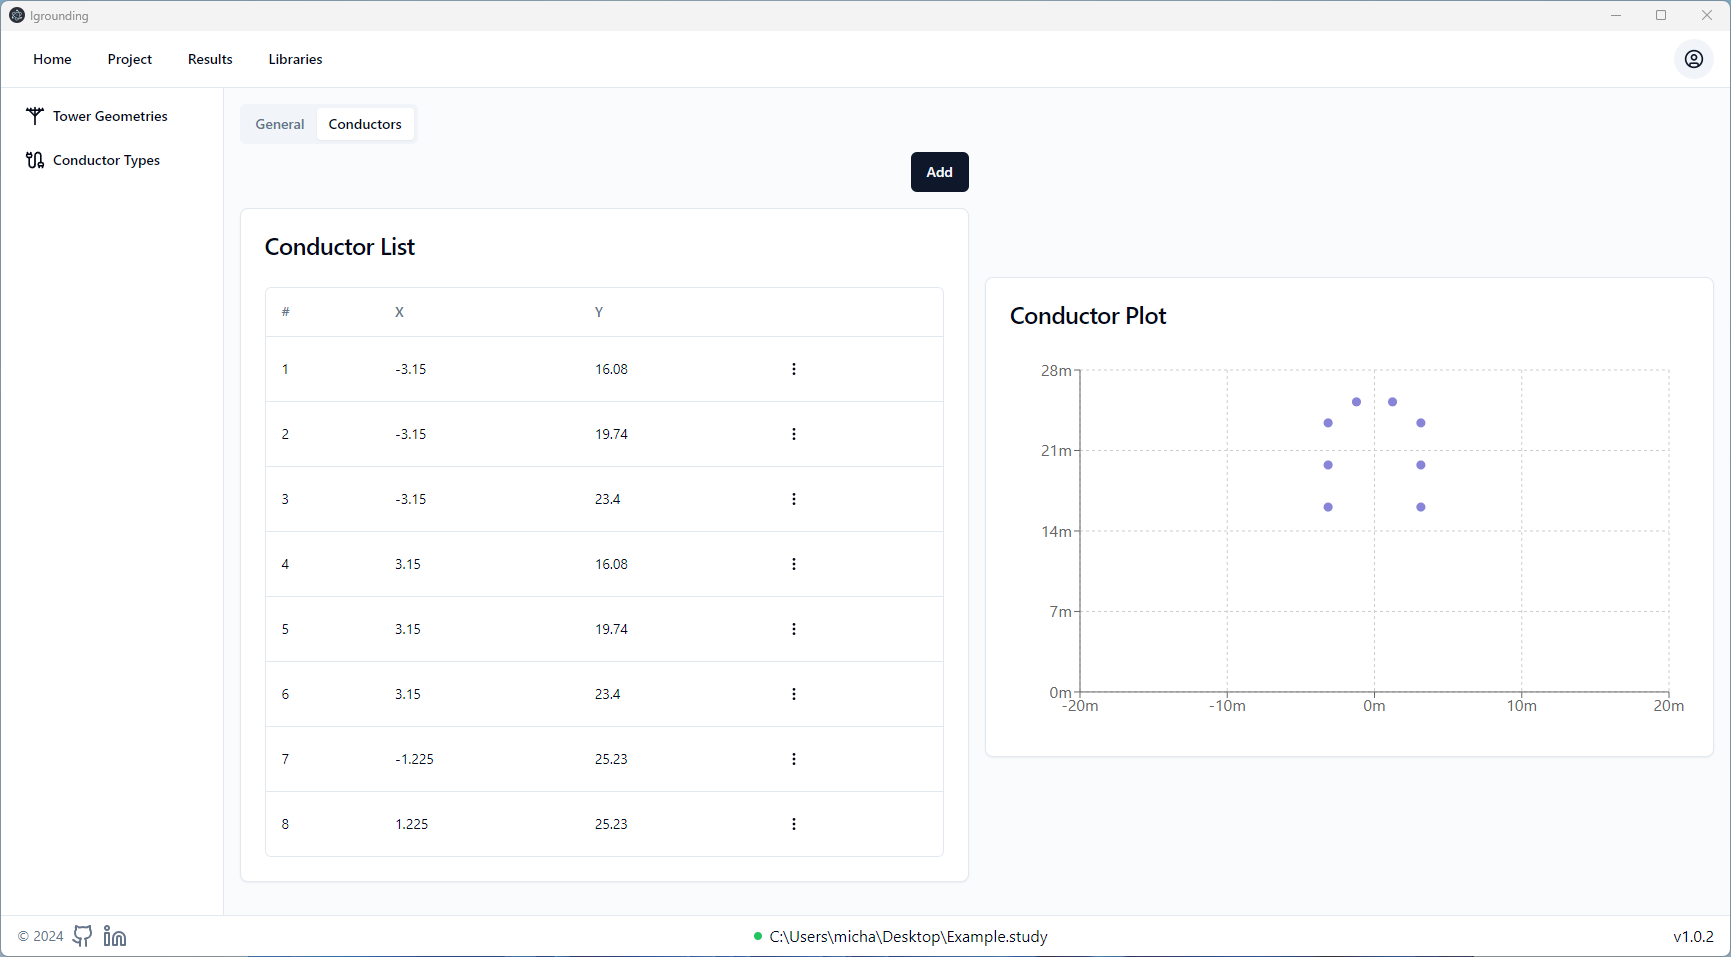 lgrounding
Home Project Results Libraries
Tower Geometries
Conductor Types
General Conductors
Add
Conductor List
# X Y
1 -3.15 16.08
2 -3.15 19.74
3 -3.15 23.4
4 3.15 16.08
5 3.15 19.74
6 3.15 23.4
7 -1.225 25.23
8 1.225 25.23
Conductor Plot
28m
21m
14m
7m
0m
-20m -10m 0m 10m 20m
© 2024
C:\Users\micha\Desktop\Example.study
v1.0.2